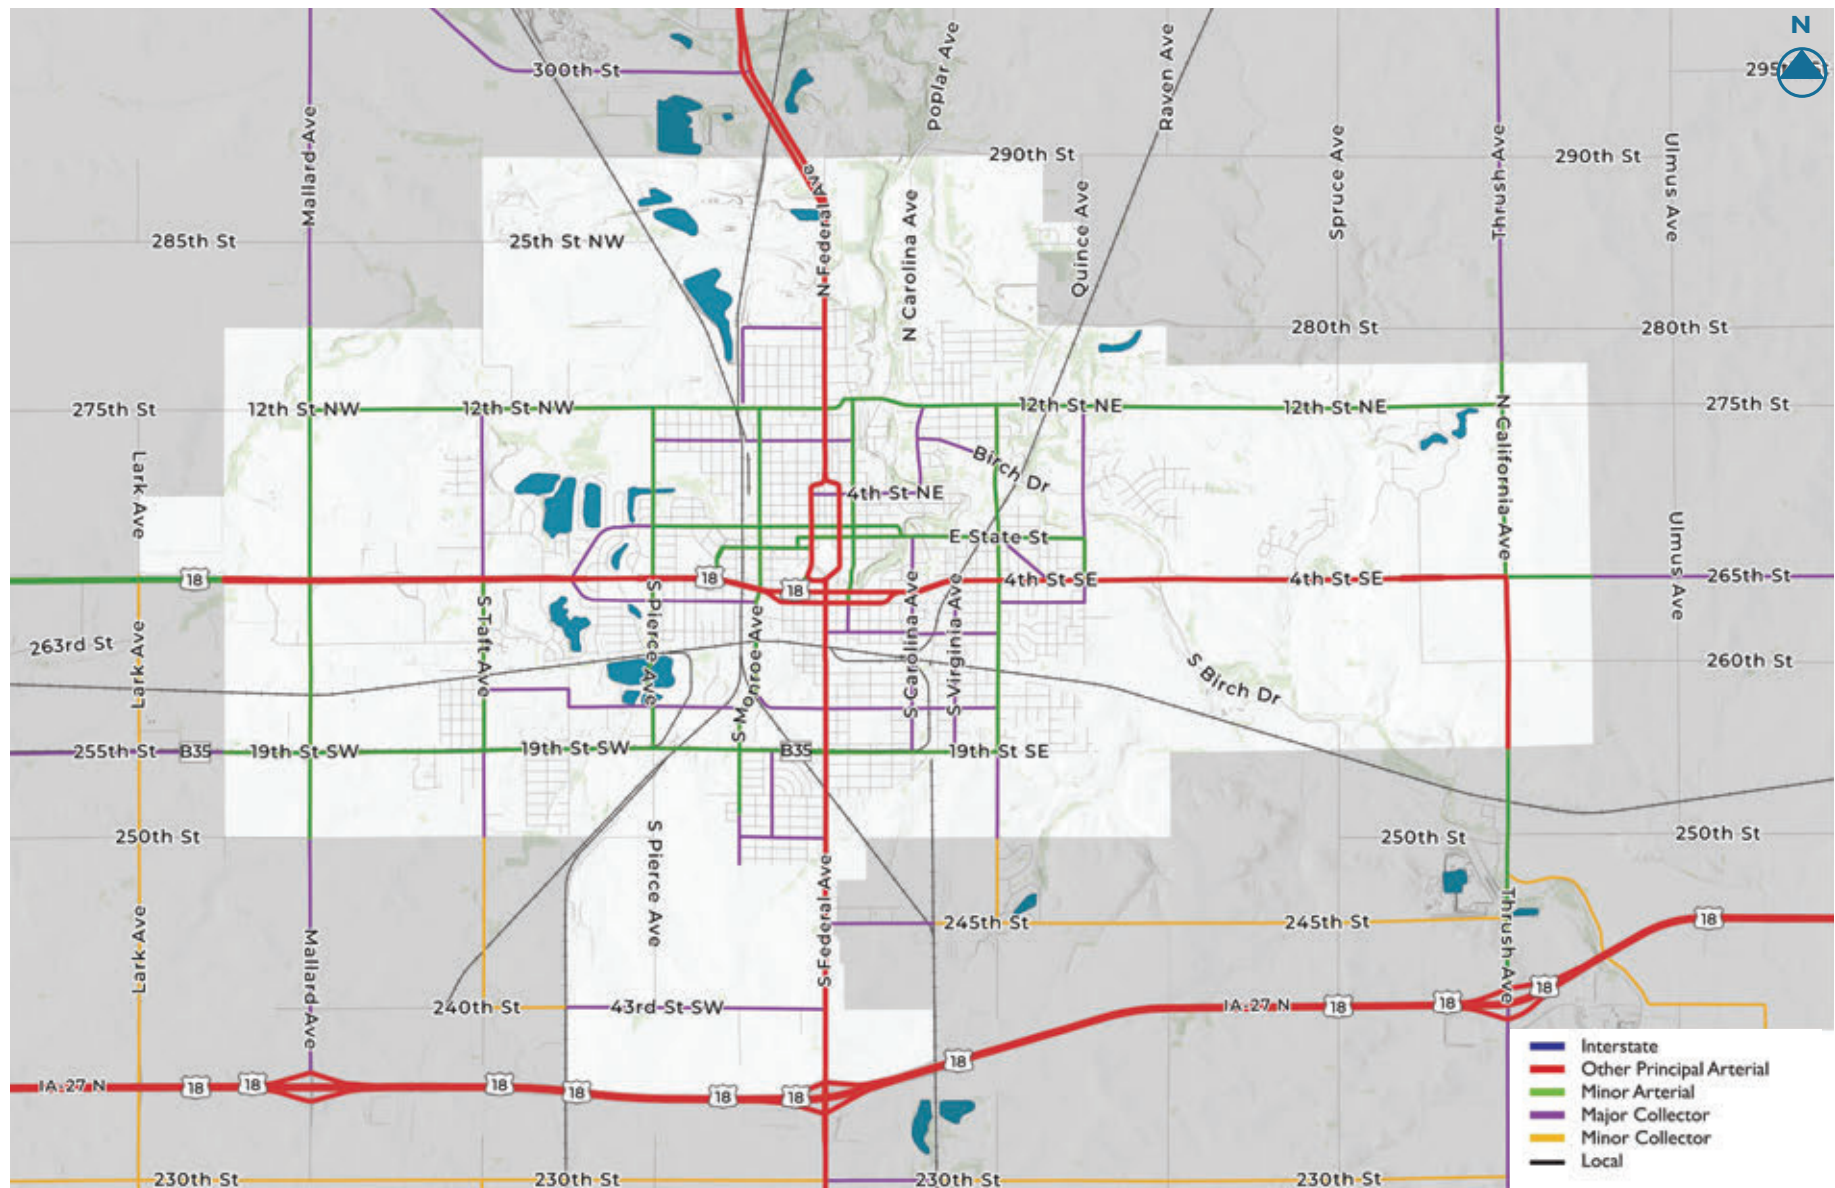 N
300th St
295th St
Poplar Ave
Raven Ave
Mallard Ave
290th St
290th St
Spruce Ave
Thrush Ave
Ulmus Ave
N Federal Ave
N Carolina Ave
Quince Ave
285th St
25th St NW
280th St
280th St
275th St
12th St NW
12th St NW
12th St NE
12th St NE
275th St
N California Ave
Lark Ave
Birch Dr
4th St NE
E State St
Ulmus Ave
18
18
18
4th St SE
4th St SE
265th St
263rd St
Lark Ave
S Taft Ave
S Pierce Ave
S Monroe Ave
S Carolina Ave
S Virginia Ave
S Birch Dr
260th St
255th St
B35
19th St SW
19th St SW
B35
19th St SE
250th St
S Pierce Ave
S Federal Ave
250th St
250th St
Lark Ave
Mallard Ave
245th St
245th St
Thrush Ave
18
240th St
43rd St SW
IA 27 N
18
18
18
18
IA 27 N
18
18
18
18
18
18
230th St
230th St
230th St
230th St
Interstate
Other Principal Arterial
Minor Arterial
Major Collector
Minor Collector
Local